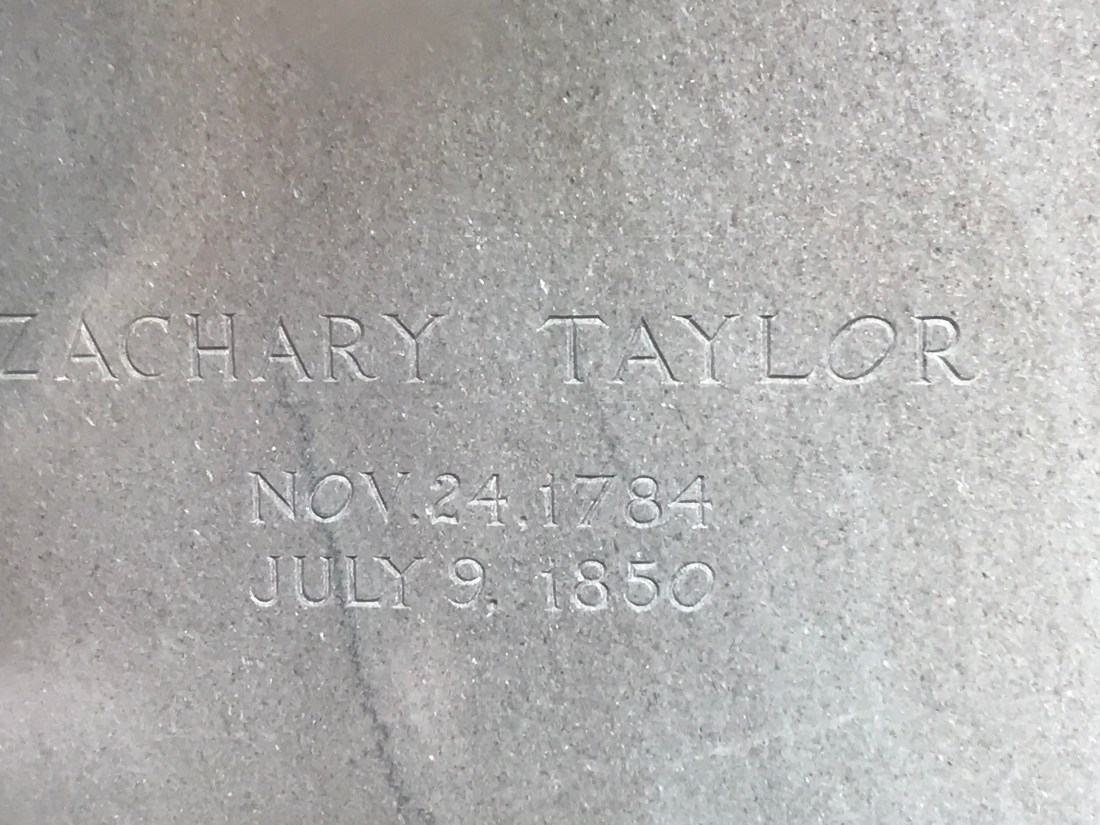 ZACHARY TAYLOR
NOV. 24, 1784
JULY 9, 1850